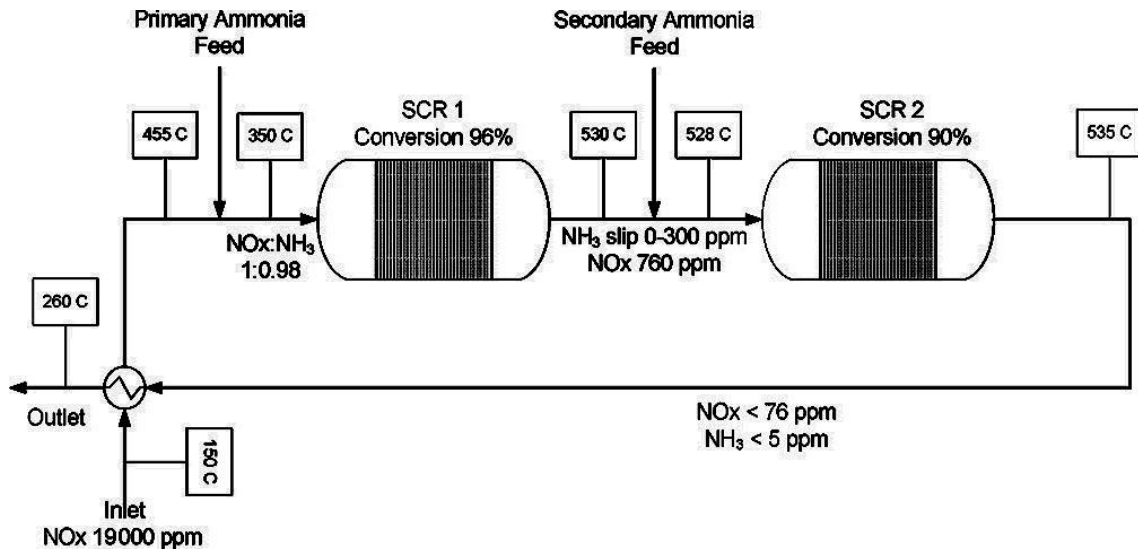 Primary Ammonia
Feed
Secondary Ammonia
Feed
SCR 1
Conversion 96%
SCR 2
Conversion 90%
455 C
350 C
530 C
528 C
535 C
NOx:NH₃
1:0.98
NH₃ slip 0-300 ppm
NOx 760 ppm
260 C
Outlet
NOx < 76 ppm
NH₃ < 5 ppm
150 C
Inlet
NOx 19000 ppm